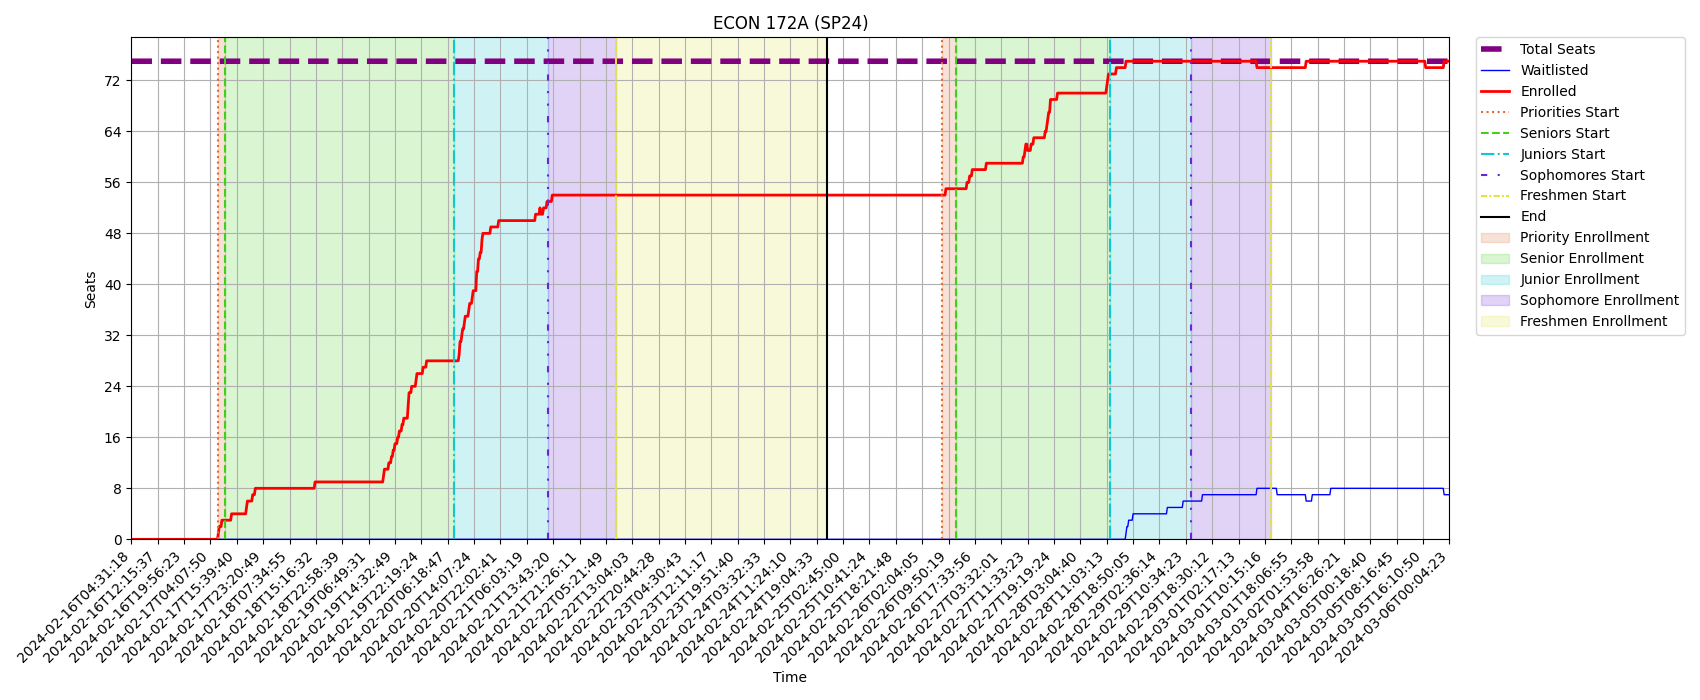 ECON 172A (SP24)
Seats
72
64
56
48
40
32
24
16
8
0
2024-02-16T04:31:18
2024-02-16T12:15:37
2024-02-16T19:56:23
2024-02-17T04:07:50
2024-02-17T15:39:40
2024-02-17T23:20:49
2024-02-18T07:34:55
2024-02-18T15:16:32
2024-02-18T22:58:39
2024-02-19T06:49:31
2024-02-19T14:32:49
2024-02-19T22:19:24
2024-02-20T06:18:47
2024-02-20T14:07:24
2024-02-20T22:02:41
2024-02-21T06:03:19
2024-02-21T13:43:20
2024-02-21T21:26:11
2024-02-22T05:21:49
2024-02-22T13:04:03
2024-02-22T20:44:28
2024-02-23T04:30:43
2024-02-23T12:11:17
2024-02-23T19:51:40
2024-02-24T03:32:33
2024-02-24T11:24:10
2024-02-24T19:04:33
2024-02-25T02:45:00
2024-02-25T10:41:24
2024-02-25T18:21:48
2024-02-26T02:04:05
2024-02-26T09:50:19
2024-02-26T17:33:56
2024-02-27T03:32:01
2024-02-27T11:33:23
2024-02-27T19:19:24
2024-02-28T03:04:40
2024-02-28T11:03:13
2024-02-28T18:50:05
2024-02-29T02:36:14
2024-02-29T10:34:23
2024-02-29T18:30:12
2024-03-01T02:17:13
2024-03-01T10:15:16
2024-03-01T18:06:55
2024-03-02T01:53:58
2024-03-04T16:26:21
2024-03-05T00:18:40
2024-03-05T08:16:45
2024-03-05T16:10:50
2024-03-06T00:04:23
Time
Total Seats
Waitlisted
Enrolled
Priorities Start
Seniors Start
Juniors Start
Sophomores Start
Freshmen Start
End
Priority Enrollment
Senior Enrollment
Junior Enrollment
Sophomore Enrollment
Freshmen Enrollment